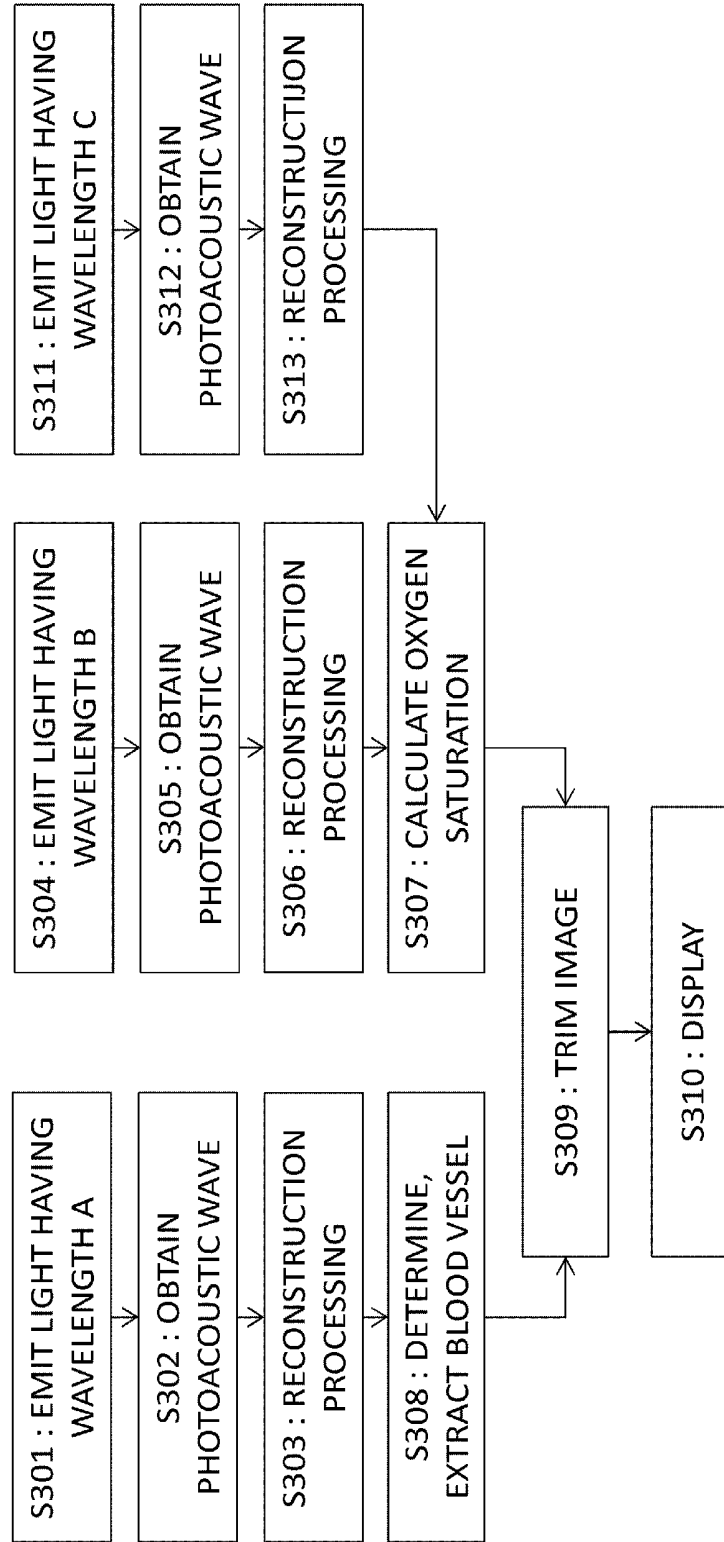 S301 : EMIT LIGHT HAVING
WAVELENGTH A
S302 : OBTAIN
PHOTOACOUSTIC WAVE
S303 : RECONSTRUCTION
PROCESSING
S308 : DETERMINE,
EXTRACT BLOOD VESSEL
S304 : EMIT LIGHT HAVING
WAVELENGTH B
S305 : OBTAIN
PHOTOACOUSTIC WAVE
S306 : RECONSTRUCTION
PROCESSING
S307 : CALCULATE OXYGEN
SATURATION
S311 : EMIT LIGHT HAVING
WAVELENGTH C
S312 : OBTAIN
PHOTOACOUSTIC WAVE
S313 : RECONSTRUCTIJON
PROCESSING
S309 : TRIM IMAGE
S310 : DISPLAY